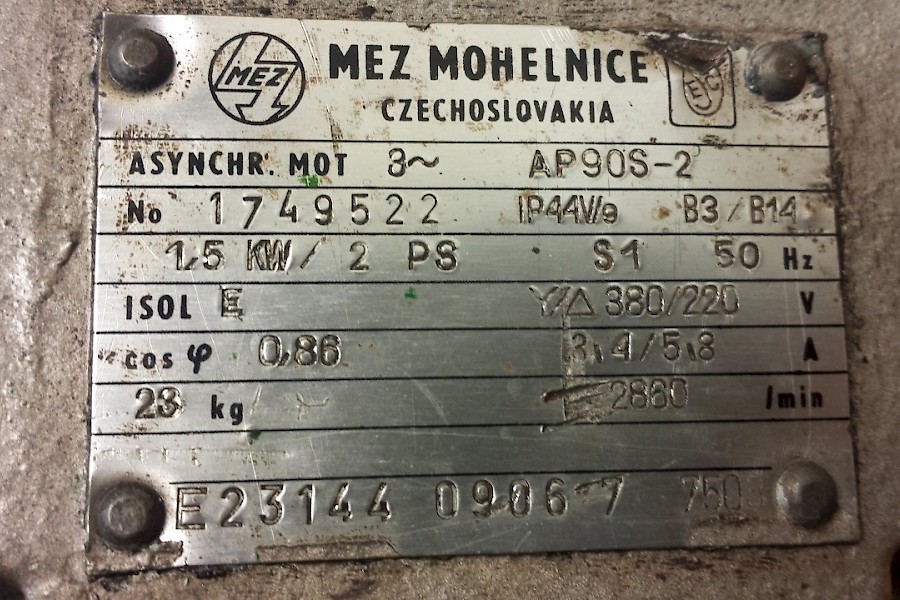 MEZ MEZ MOHELNICE EJC
CZECHOSLOVAKIA
ASYNCHR. MOT 3~ AP90S-2
No 1749522 IP44V/9 B3/B14
1,5 KW/ 2 PS S1 50 Hz
ISOL E Y/△ 380/220 V
cos φ 0,86 3,4/5,8 A
23 kg 2860 /min
E23144 0906-7 750